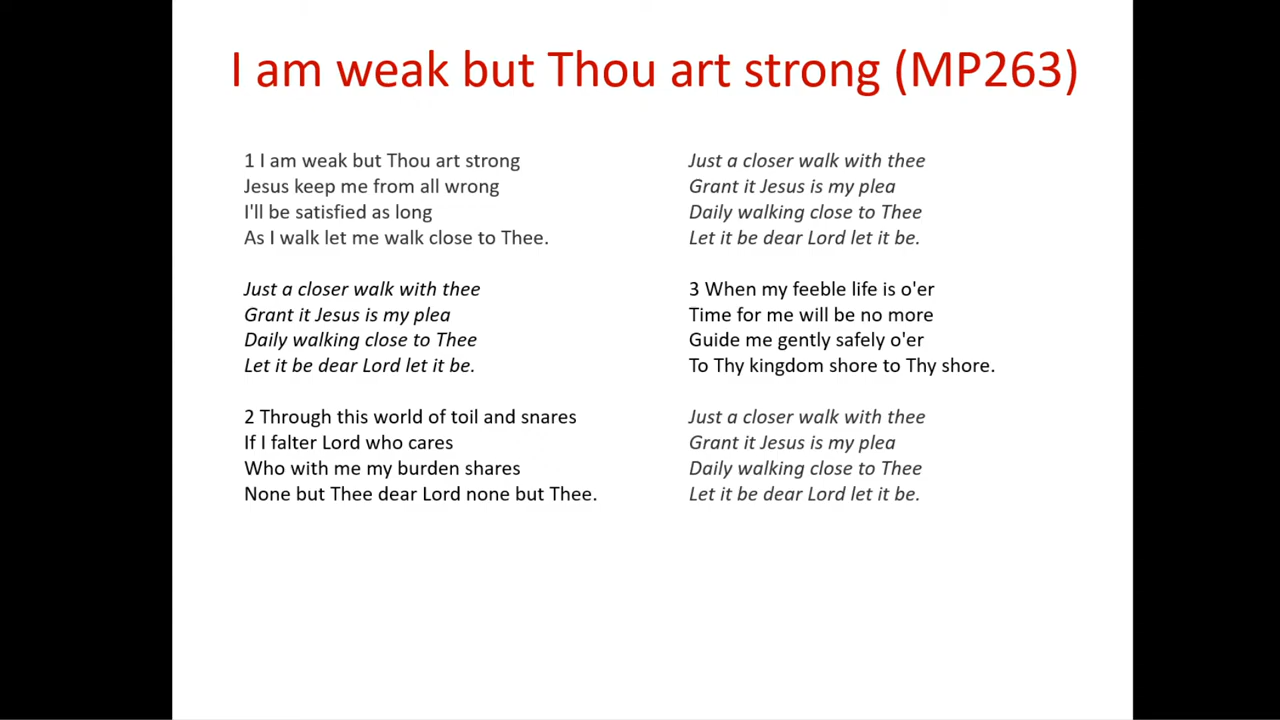 I am weak but Thou art strong (MP263)
1 I am weak but Thou art strong
Jesus keep me from all wrong
I'll be satisfied as long
As I walk let me walk close to Thee.
Just a closer walk with thee
Grant it Jesus is my plea
Daily walking close to Thee
Let it be dear Lord let it be.
2 Through this world of toil and snares
If I falter Lord who cares
Who with me my burden shares
None but Thee dear Lord none but Thee.
Just a closer walk with thee
Grant it Jesus is my plea
Daily walking close to Thee
Let it be dear Lord let it be.
3 When my feeble life is o'er
Time for me will be no more
Guide me gently safely o'er
To Thy kingdom shore to Thy shore.
Just a closer walk with thee
Grant it Jesus is my plea
Daily walking close to Thee
Let it be dear Lord let it be.